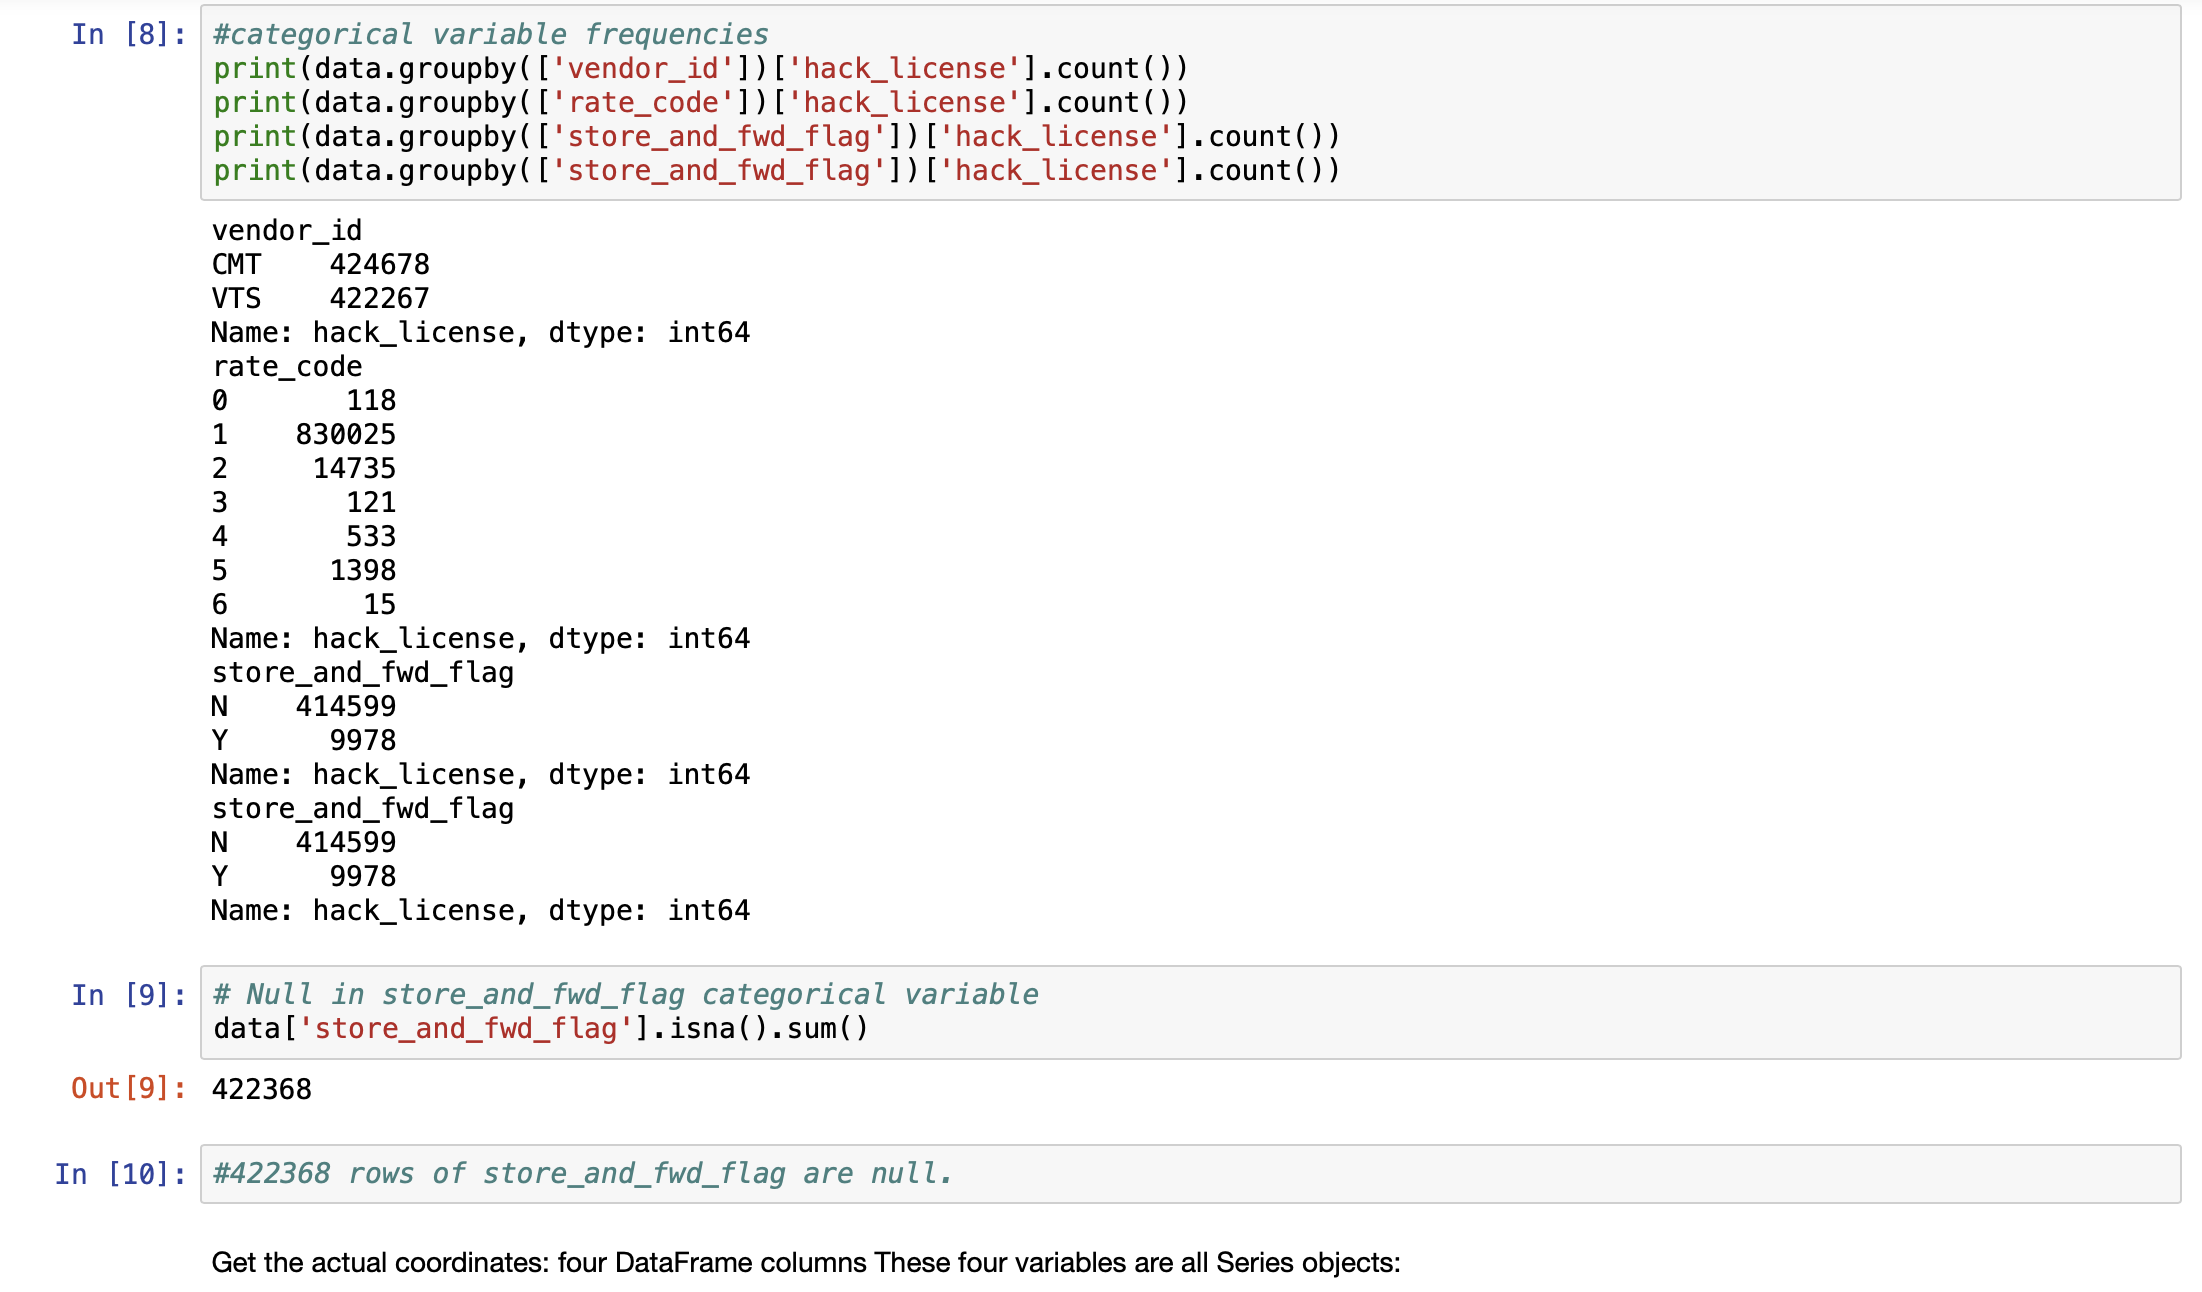 In [8]: #categorical variable frequencies
print(data.groupby(['vendor_id'])['hack_license'].count())
print(data.groupby(['rate_code'])['hack_license'].count())
print(data.groupby(['store_and_fwd_flag'])['hack_license'].count())
print(data.groupby(['store_and_fwd_flag'])['hack_license'].count())
vendor_id
CMT    424678
VTS    422267
Name: hack_license, dtype: int64
rate_code
0       118
1    830025
2     14735
3       121
4       533
5      1398
6        15
Name: hack_license, dtype: int64
store_and_fwd_flag
N    414599
Y      9978
Name: hack_license, dtype: int64
store_and_fwd_flag
N    414599
Y      9978
Name: hack_license, dtype: int64
In [9]: # Null in store_and_fwd_flag categorical variable
data['store_and_fwd_flag'].isna().sum()
Out[9]: 422368
In [10]: #422368 rows of store_and_fwd_flag are null.
Get the actual coordinates: four DataFrame columns These four variables are all Series objects: